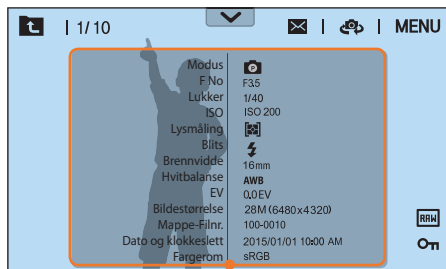 1/10 MENU
Modus P
F No F3.5
Lukker 1/40
ISO ISO 200
Lysmåling
Blits
Brennvidde 16mm
Hvitbalanse AWB
EV 0.0EV
Bildestørrelse 28M (6480x4320)
Mappe-Filnr. 100-0010
Dato og klokkeslett 2015/01/01 10:00 AM
Fargerom sRGB
RAW